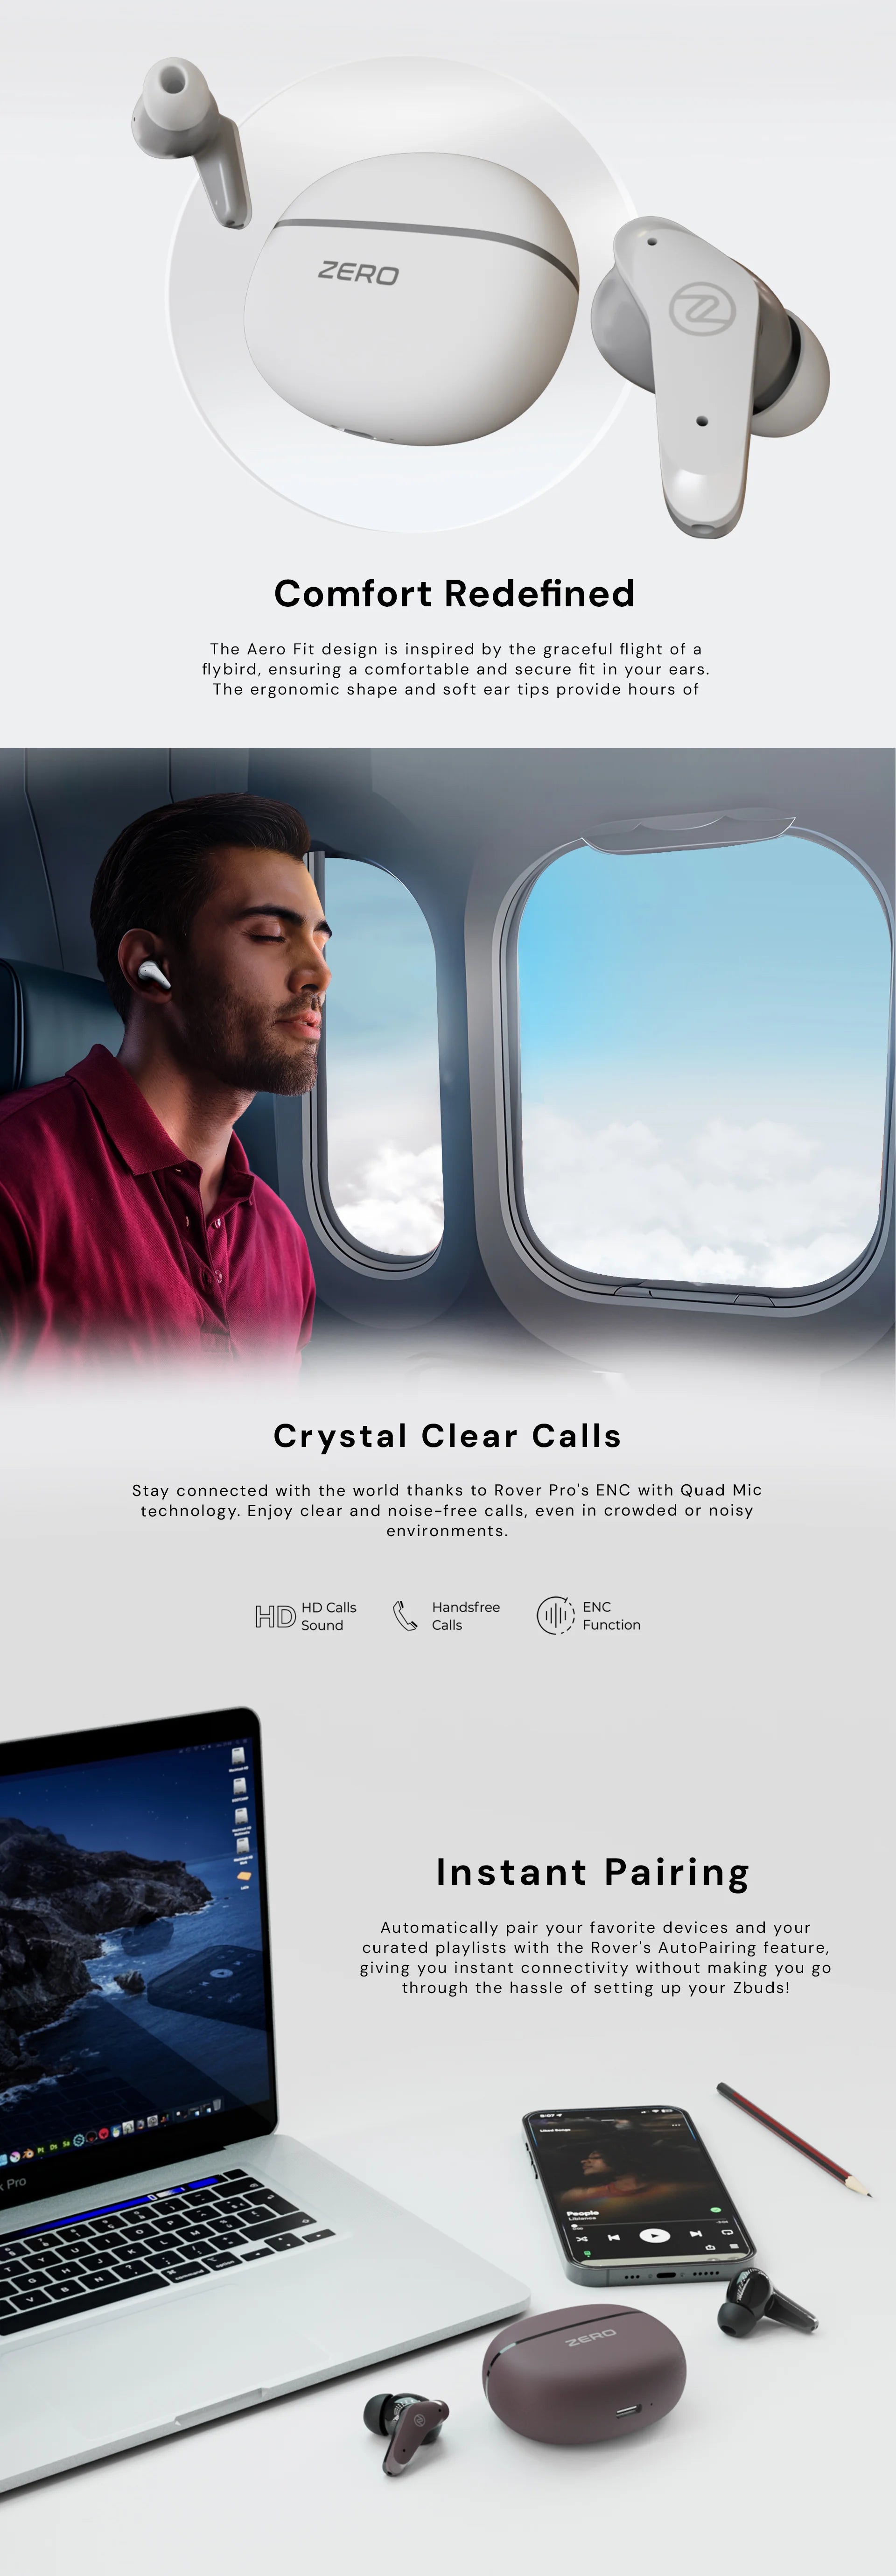 ZERO
Comfort Redefined
The Aero Fit design is inspired by the graceful flight of a
flybird, ensuring a comfortable and secure fit in your ears.
The ergonomic shape and soft ear tips provide hours of
Crystal Clear Calls
Stay connected with the world thanks to Rover Pro's ENC with Quad Mic
technology. Enjoy clear and noise-free calls, even in crowded or noisy
environments.
HD
HD Calls
Sound
Handsfree
Calls
ENC
Function
Instant Pairing
Automatically pair your favorite devices and your
curated playlists with the Rover's AutoPairing feature,
giving you instant connectivity without making you go
through the hassle of setting up your Zbuds!
Liked Songs
People
Libianca
Pro
command
ZERO